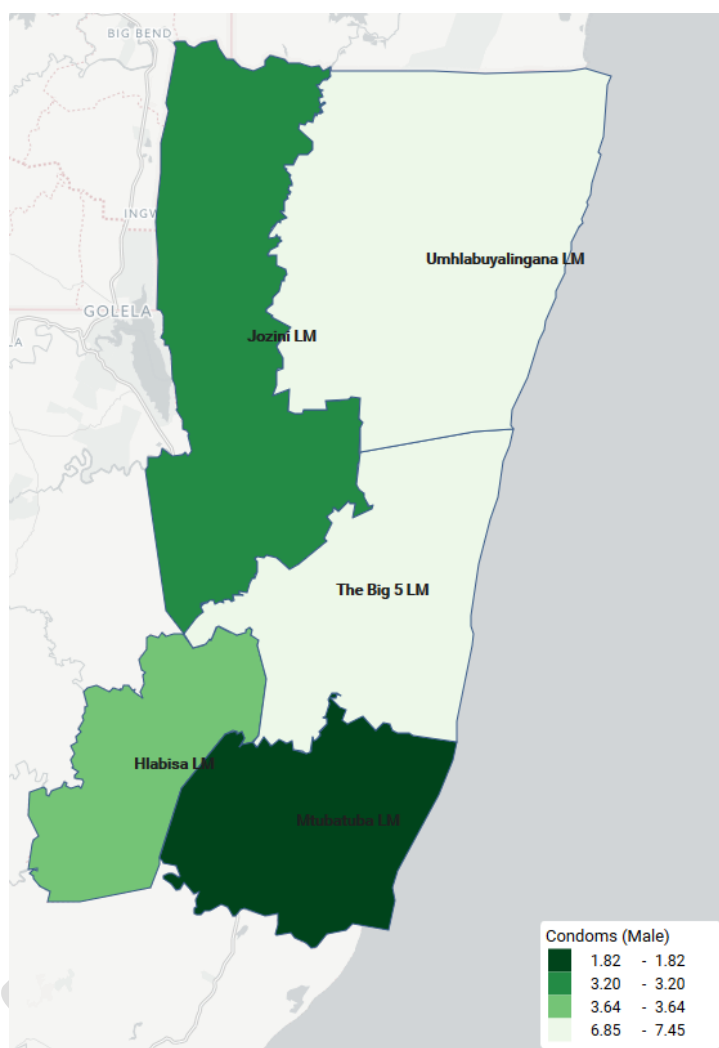 BIG BEND
INGW
Umhlabuyalingana LM
GOLELA
Jozini LM
LA
The Big 5 LM
Hlabisa LM
Mtubatuba LM
Condoms (Male)
1.82 - 1.82
3.20 - 3.20
3.64 - 3.64
6.85 - 7.45